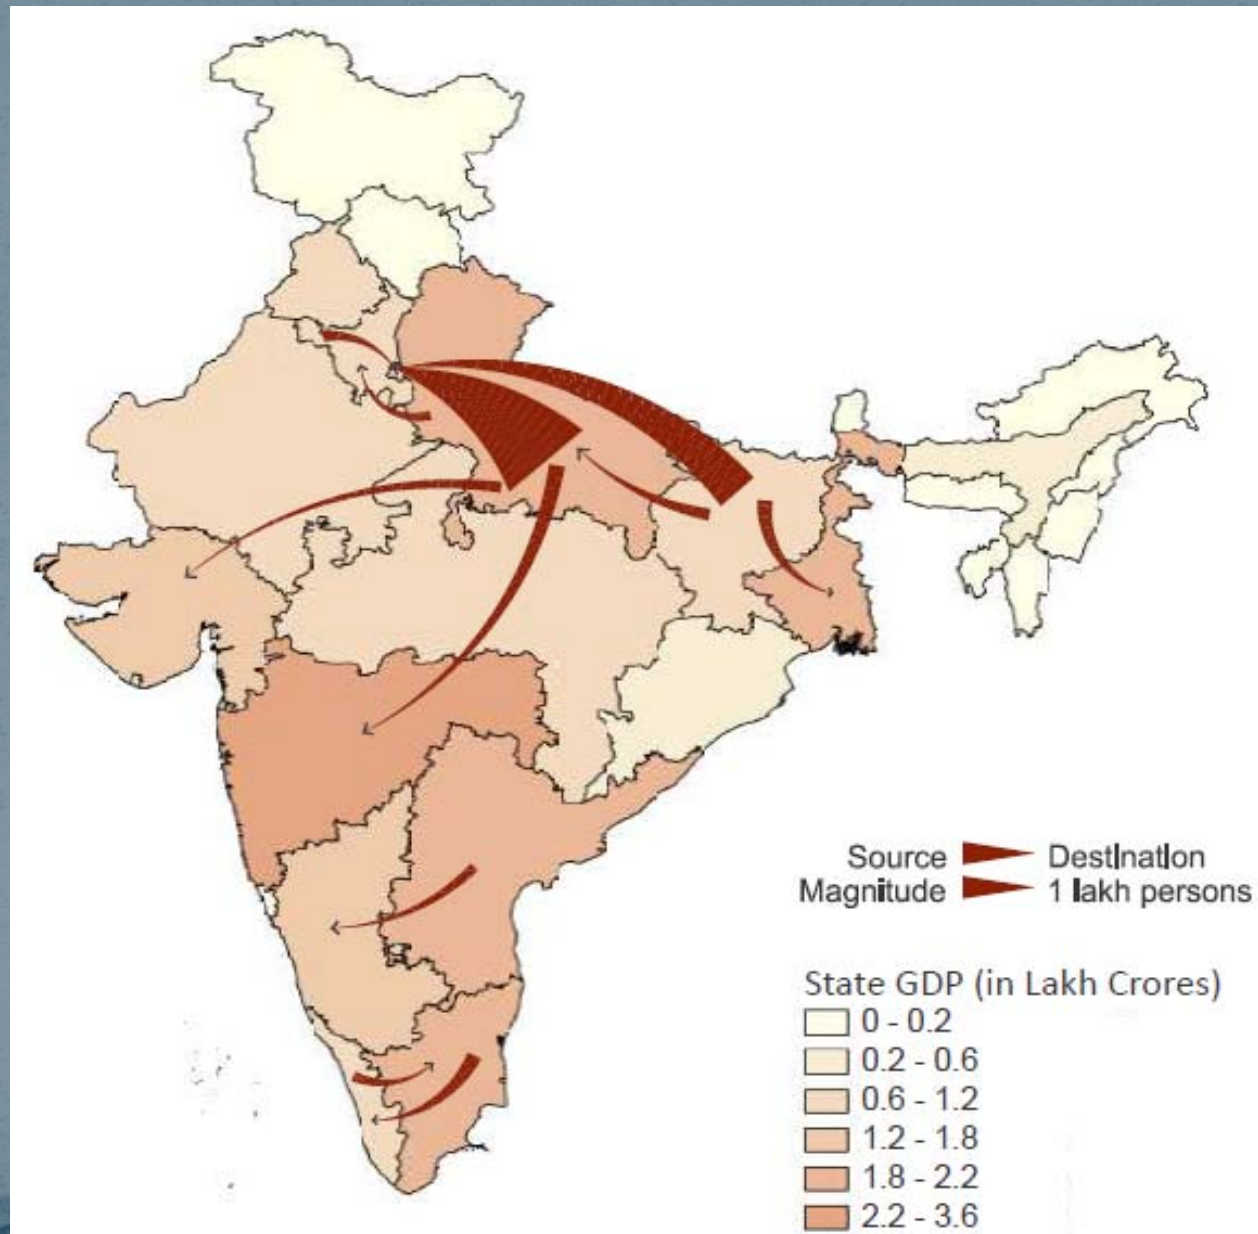 Source Destination
Magnitude 1 lakh persons
State GDP (in Lakh Crores)
0 - 0.2
0.2 - 0.6
0.6 - 1.2
1.2 - 1.8
1.8 - 2.2
2.2 - 3.6